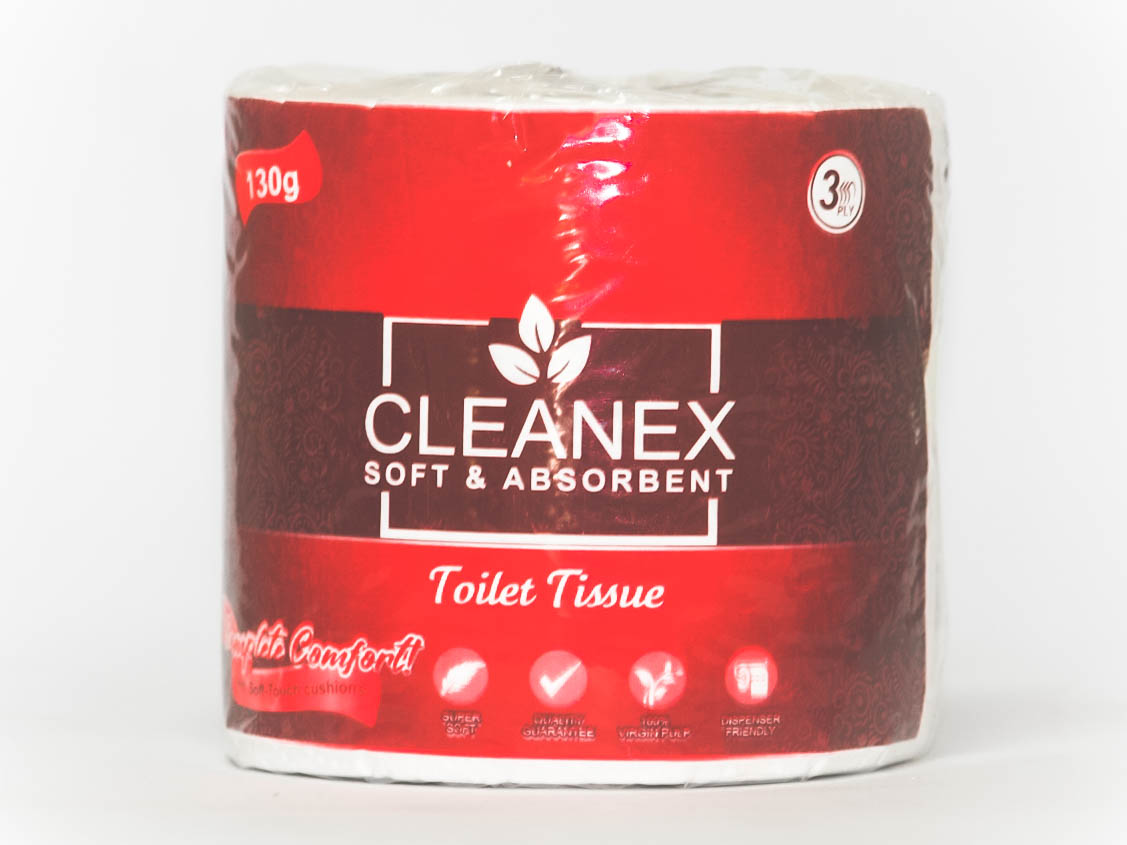 130g
3
PLY
CLEANEX
SOFT & ABSORBENT
Toilet Tissue
Complete Comfort!
Soft-Touch cushion
SUPER
SOFT
QUALITY
GUARANTEE
100%
VIRGIN PULP
DISPENSER
FRIENDLY